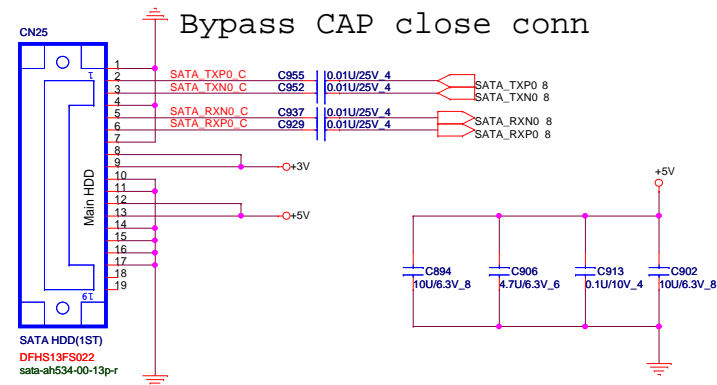 Bypass CAP close conn
CN25
1
1
2
3
4
5
6
7
8
9
10
11
12
13
14
15
16
17
18
19
19
Main HDD
SATA_TXP0_C C955 0.01U/25V_4 SATA_TXP0 8
SATA_TXN0_C C952 0.01U/25V_4 SATA_TXN0 8
SATA_RXN0_C C937 0.01U/25V_4 SATA_RXN0 8
SATA_RXP0_C C929 0.01U/25V_4 SATA_RXP0 8
+3V
+5V
+5V
C894
10U/6.3V_8
C906
4.7U/6.3V_6
C913
0.1U/10V_4
C902
10U/6.3V_8
SATA HDD(1ST)
DFHS13FS022
sata-ah534-00-13p-r